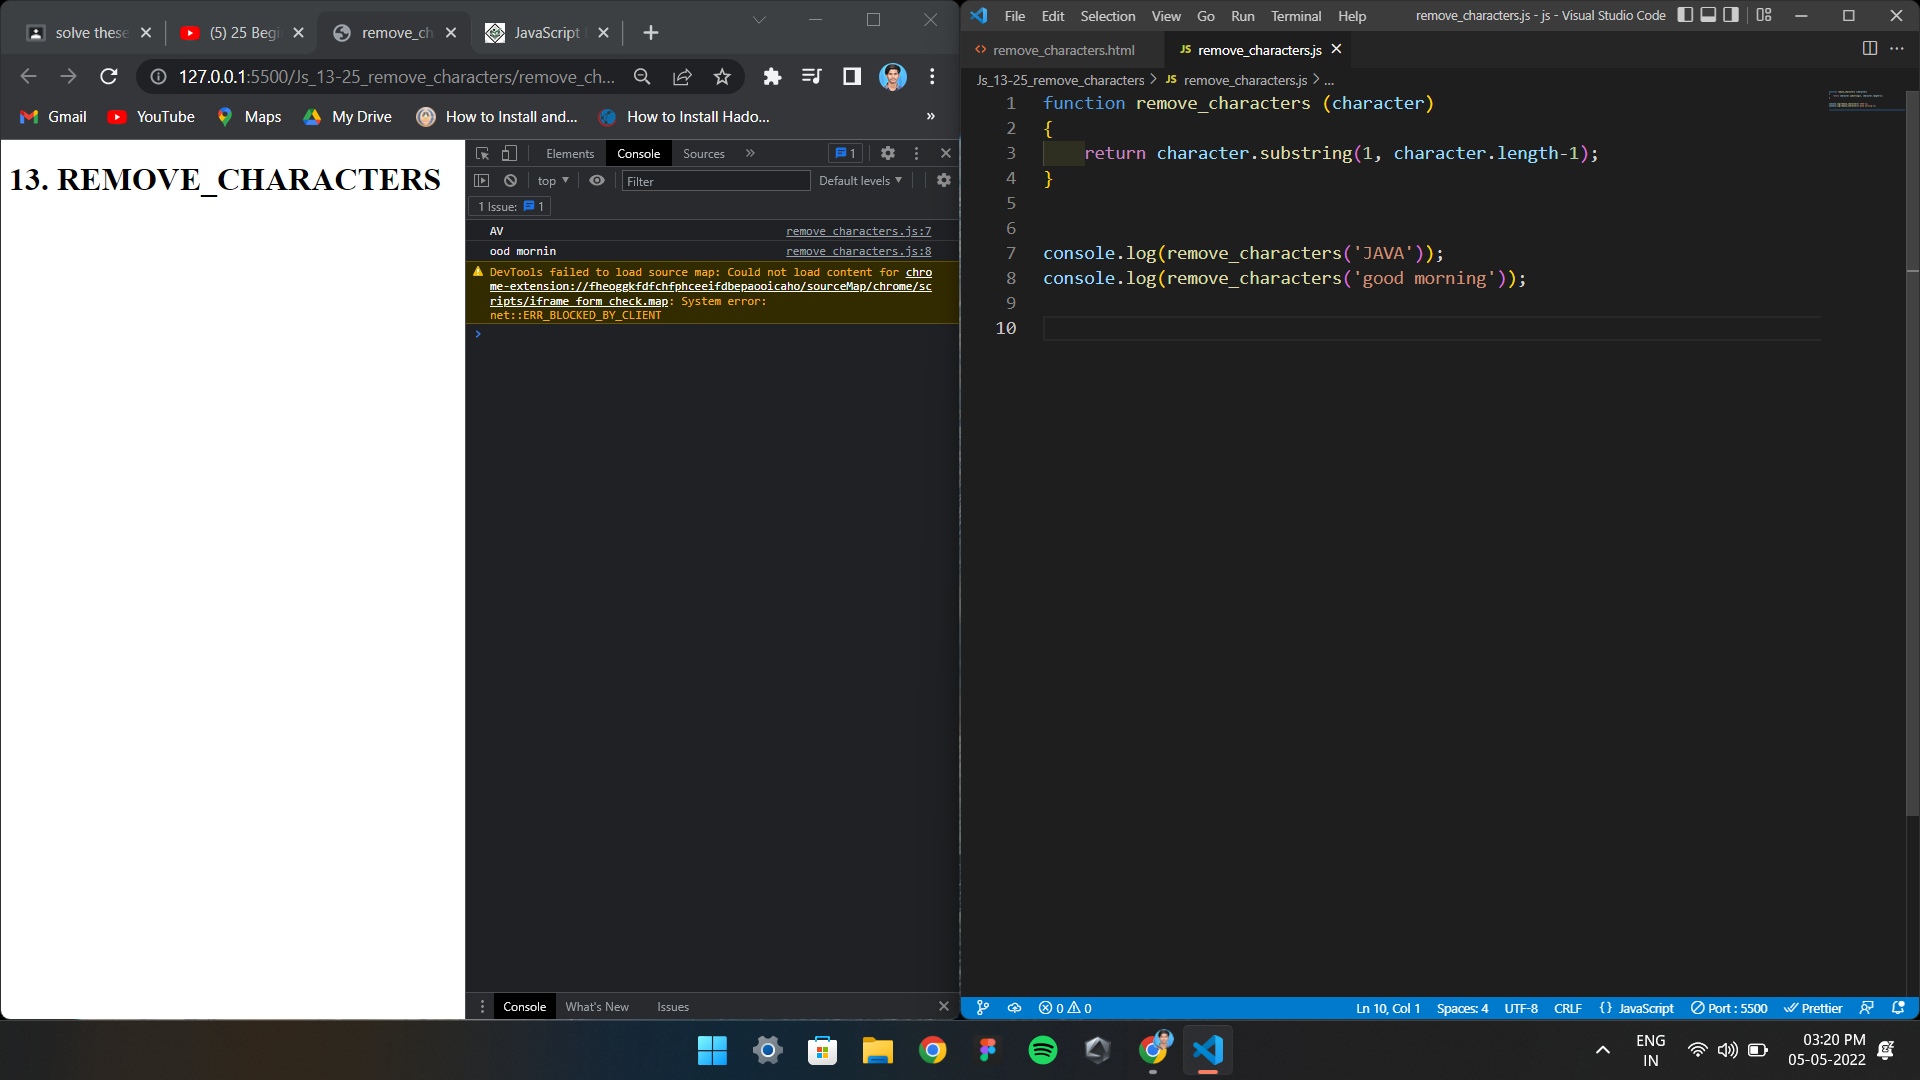 solve these
(5) 25 Begi
remove_ch
JavaScript
127.0.0.1:5500/Js_13-25_remove_characters/remove_ch...
Gmail
YouTube
Maps
My Drive
How to Install and...
How to Install Hado...
»
13. REMOVE_CHARACTERS
Elements
Console
Sources
»
1
top
Filter
Default levels
1 Issue: 1
AV remove_characters.js:7
ood mornin remove_characters.js:8
DevTools failed to load source map: Could not load content for chro
me-extension://fheoggkfdfchfphceeifdbepaooicaho/sourceMap/chrome/sc
ripts/iframe_form_check.map: System error:
net::ERR_BLOCKED_BY_CLIENT
>
Console
What's New
Issues
File Edit Selection View Go Run Terminal Help
remove_characters.js - js - Visual Studio Code
remove_characters.html
JS remove_characters.js
Js_13-25_remove_characters > JS remove_characters.js > ...
1 function remove_characters (character)
2 {
3 return character.substring(1, character.length-1);
4 }
5
6
7 console.log(remove_characters('JAVA'));
8 console.log(remove_characters('good morning'));
9
10
0 0
Ln 10, Col 1
Spaces: 4
UTF-8
CRLF
{} JavaScript
Port : 5500
Prettier
ENG
IN
03:20 PM
05-05-2022